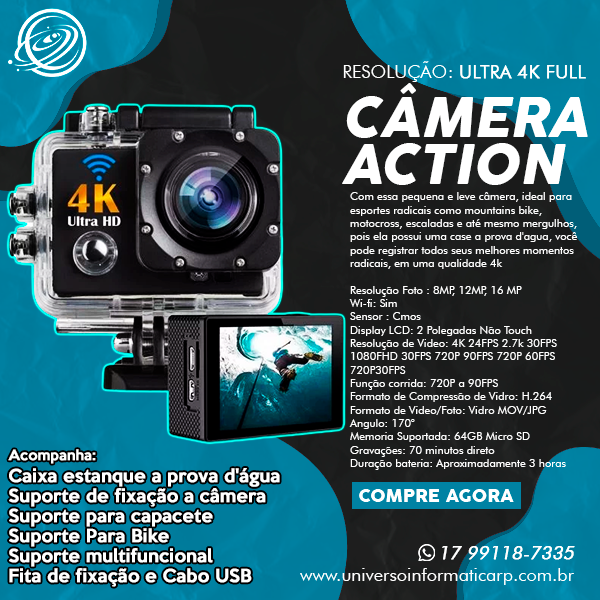 RESOLUÇÃO: ULTRA 4K FULL
CÂMERA
ACTION
Com essa pequena e leve câmera, ideal para
esportes radicais como mountains bike,
motocross, escaladas e até mesmo mergulhos,
pois ela possui uma case a prova d'agua, você
pode registrar todos seus melhores momentos
radicais, em uma qualidade 4k
4K
Ultra HD
Resolução Foto : 8MP, 12MP, 16 MP
Wi-fi: Sim
Sensor : Cmos
Display LCD: 2 Polegadas Não Touch
Resolução de Video: 4K 24FPS 2.7k 30FPS
1080FHD 30FPS 720P 90FPS 720P 60FPS
720P30FPS
Função corrida: 720P a 90FPS
Formato de Compressão de Vidro: H.264
Formato de Video/Foto: Vidro MOV/JPG
Angulo: 170°
Memoria Suportada: 64GB Micro SD
Gravações: 70 minutos direto
Duração bateria: Aproximadamente 3 horas
Acompanha:
Caixa estanque a prova d'água
Suporte de fixação a câmera
Suporte para capacete
Suporte Para Bike
Suporte multifuncional
Fita de fixação e Cabo USB
COMPRE AGORA
17 99118-7335
www.universoinformaticarp.com.br